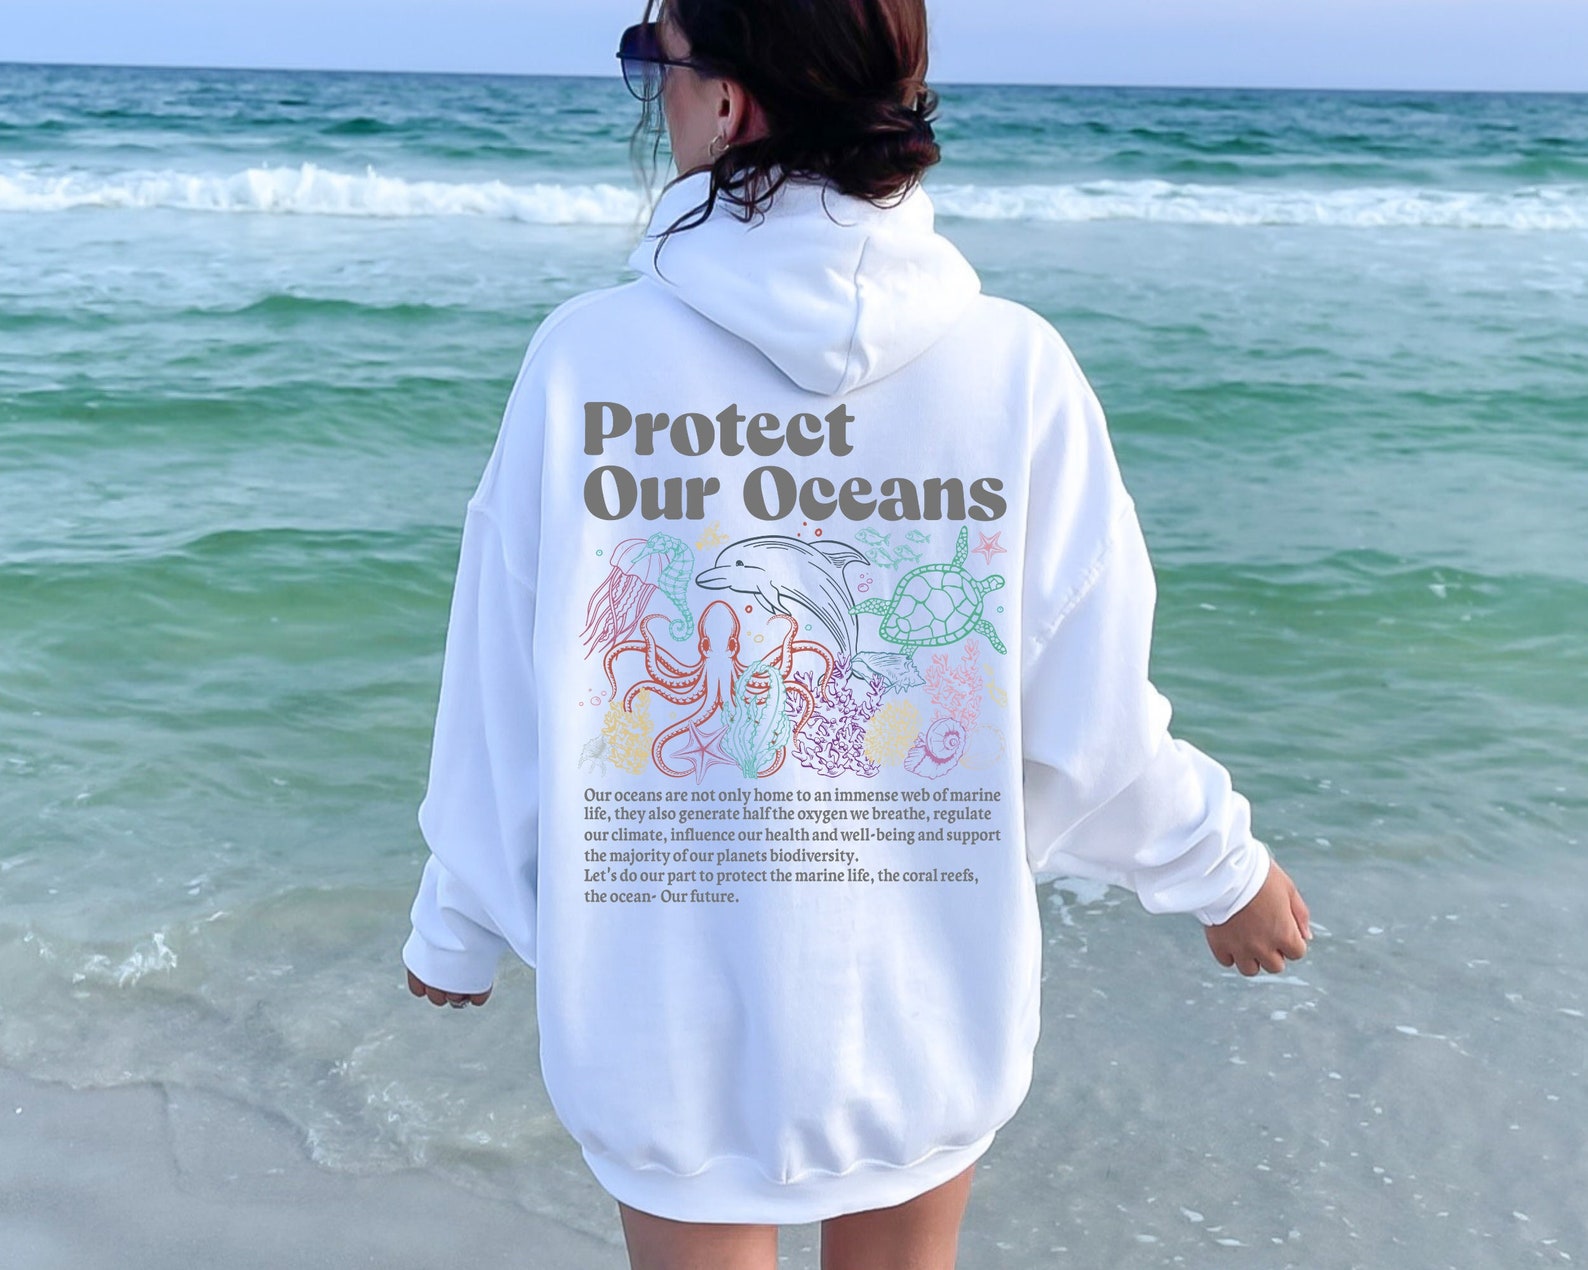 Protect
Our Oceans
Our oceans are not only home to an immense web of marine
life, they also generate half the oxygen we breathe, regulate
our climate, influence our health and well-being and support
the majority of our planets biodiversity.
Let's do our part to protect the marine life, the coral reefs,
the ocean- Our future.